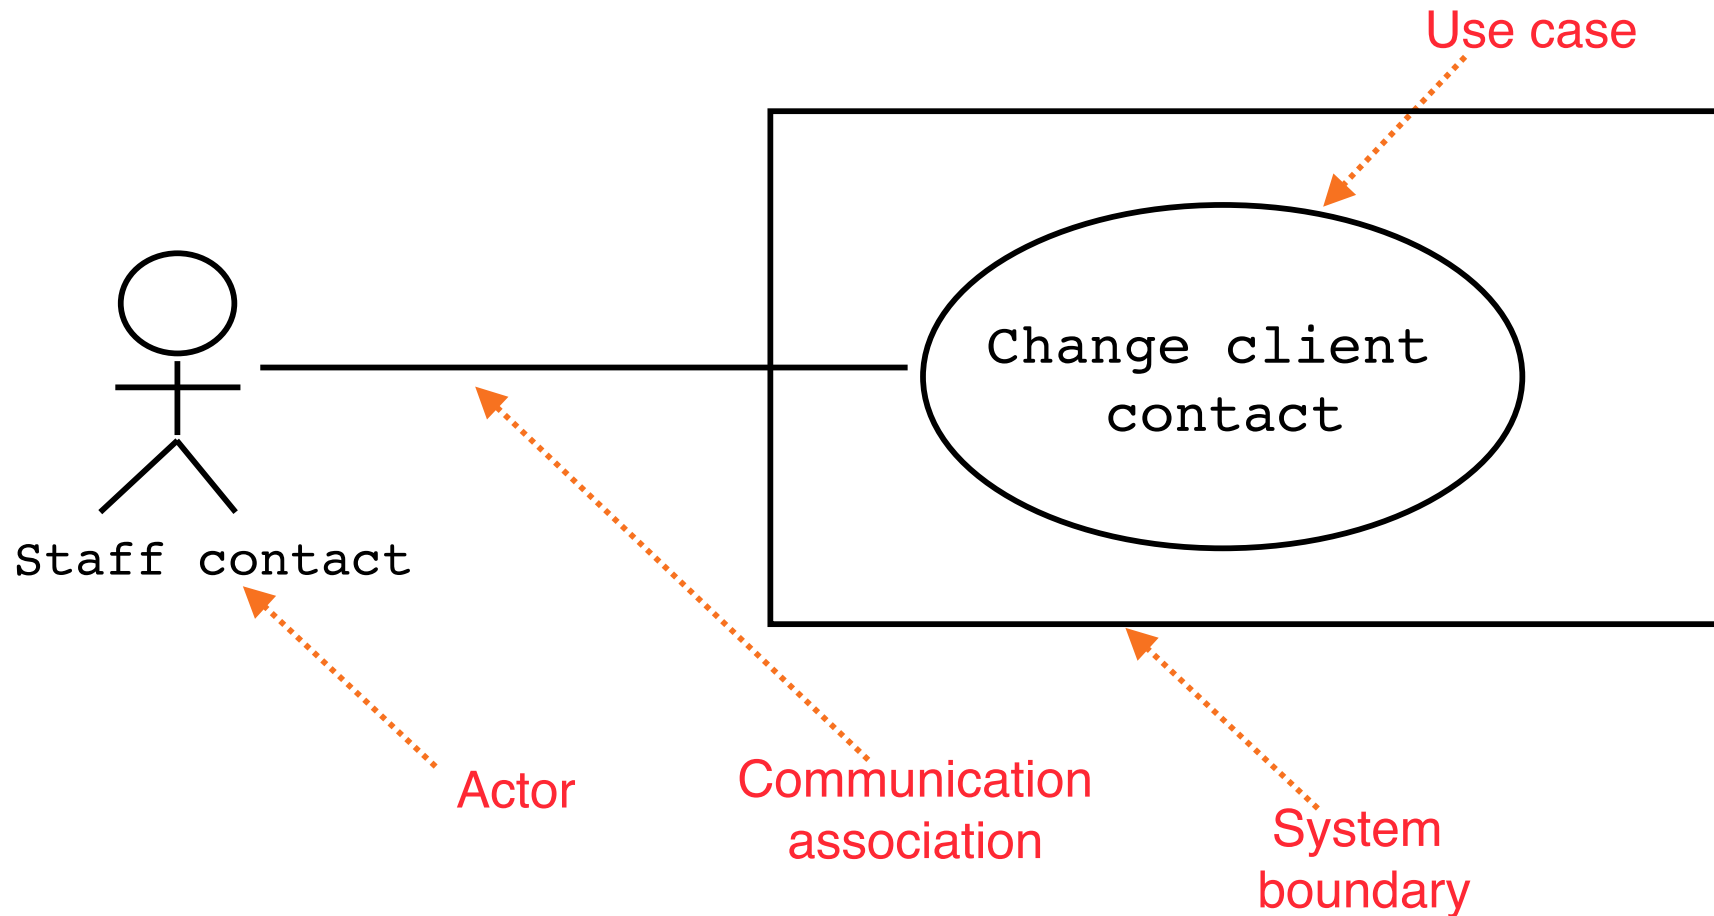 Use case
Change client
contact
Staff contact
Actor
Communication
association
System
boundary